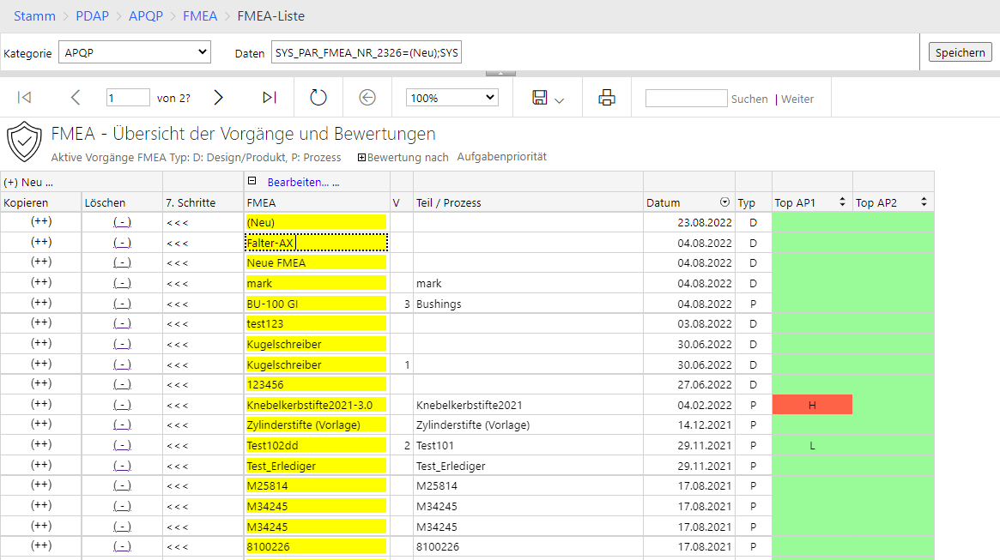 Stamm > PDAP > APQP > FMEA > FMEA-Liste
Kategorie APQP Daten SYS_PAR_FMEA_NR_2326=(Neu);SYS Speichern
1 von 2? 100% Suchen | Weiter
FMEA - Übersicht der Vorgänge und Bewertungen
Aktive Vorgänge FMEA Typ: D: Design/Produkt, P: Prozess Bewertung nach Aufgabenpriorität
(+) Neu ... Bearbeiten... ...
Kopieren Löschen 7. Schritte FMEA V Teil / Prozess Datum Typ Top AP1 Top AP2
(++) (-) <<< (Neu) 23.08.2022 D
(++) (-) <<< Falter-AX 04.08.2022 D
(++) (-) <<< Neue FMEA 04.08.2022 D
(++) (-) <<< mark mark 04.08.2022 D
(++) (-) <<< BU-100 GI 3 Bushings 04.08.2022 P
(++) (-) <<< test123 03.08.2022 D
(++) (-) <<< Kugelschreiber 30.06.2022 D
(++) (-) <<< Kugelschreiber 1 30.06.2022 D
(++) (-) <<< 123456 27.06.2022 D
(++) (-) <<< Knebelkerbstifte2021-3.0 Knebelkerbstifte2021 04.02.2022 P H
(++) (-) <<< Zylinderstifte (Vorlage) Zylinderstifte (Vorlage) 14.12.2021 P
(++) (-) <<< Test102dd 2 Test101 29.11.2021 P L
(++) (-) <<< Test_Erlediger Test_Erlediger 29.11.2021 P
(++) (-) <<< M25814 M25814 17.08.2021 P
(++) (-) <<< M34245 M34245 17.08.2021 P
(++) (-) <<< M34245 M34245 17.08.2021 P
(++) (-) <<< 8100226 8100226 17.08.2021 P